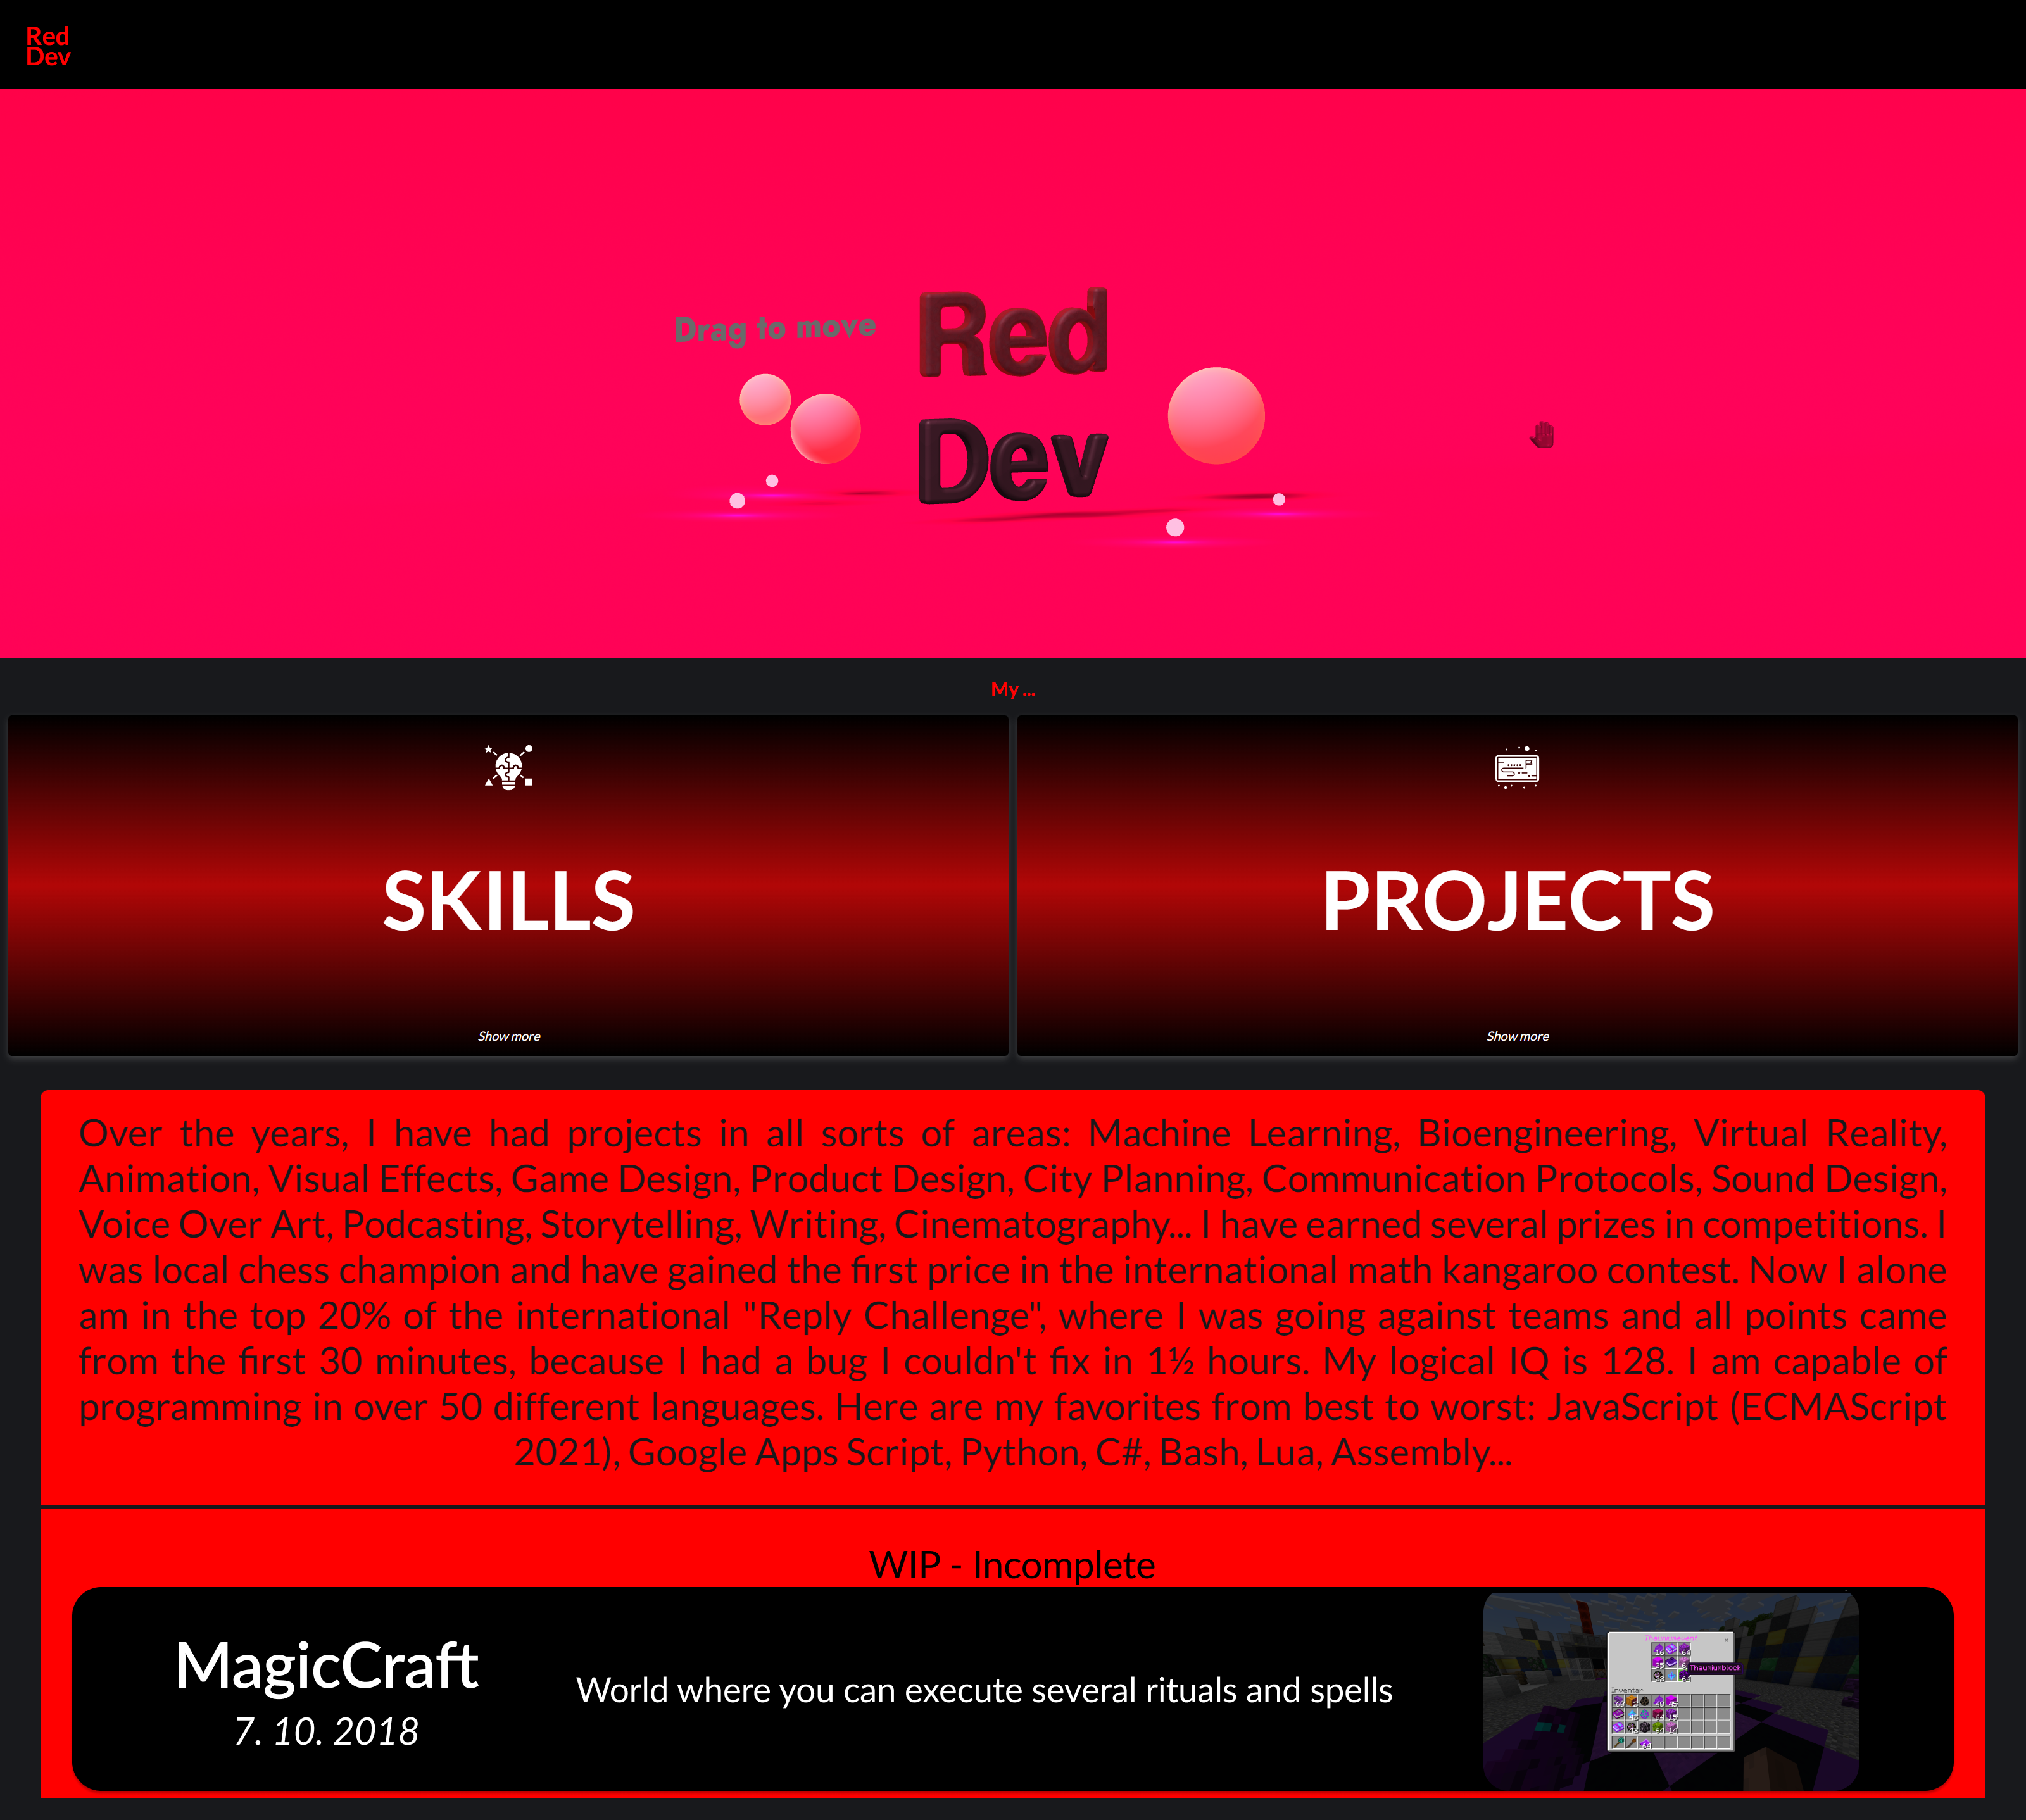 Red
Dev
Drag to move
Red
Dev
My ...
SKILLS
PROJECTS
Show more
Show more
Over the years, I have had projects in all sorts of areas: Machine Learning, Bioengineering, Virtual Reality,
Animation, Visual Effects, Game Design, Product Design, City Planning, Communication Protocols, Sound Design,
Voice Over Art, Podcasting, Storytelling, Writing, Cinematography... I have earned several prizes in competitions. I
was local chess champion and have gained the first price in the international math kangaroo contest. Now I alone
am in the top 20% of the international "Reply Challenge", where I was going against teams and all points came
from the first 30 minutes, because I had a bug I couldn't fix in 1½ hours. My logical IQ is 128. I am capable of
programming in over 50 different languages. Here are my favorites from best to worst: JavaScript (ECMAScript
2021), Google Apps Script, Python, C#, Bash, Lua, Assembly...
WIP - Incomplete
MagicCraft
7. 10. 2018
World where you can execute several rituals and spells
Thaumiumblock
Inventar